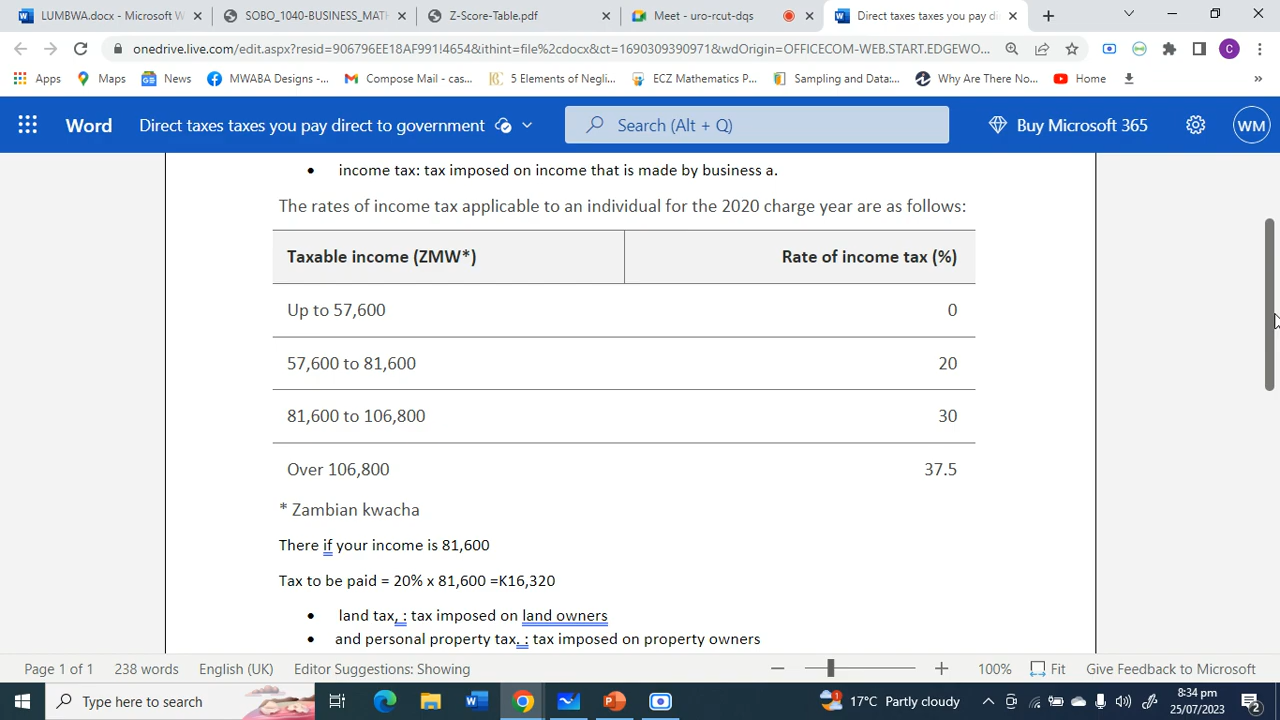 LUMBWA.docx - Microsoft W
SOBO_1040-BUSINESS_MATH
Z-Score-Table.pdf
Meet - uro-rcut-dqs
Direct taxes taxes you pay di
onedrive.live.com/edit.aspx?resid=906796EE18AF991!4654&ithint=file%2cdocx&ct=1690309390971&wdOrigin=OFFICECOM-WEB.START.EDGEWO...
Apps
Maps
News
MWABA Designs -...
Compose Mail - cas...
5 Elements of Negli...
ECZ Mathematics P...
Sampling and Data:...
Why Are There No...
Home
»
Word
Direct taxes taxes you pay direct to government
Search (Alt + Q)
Buy Microsoft 365
WM
• income tax: tax imposed on income that is made by business a.
The rates of income tax applicable to an individual for the 2020 charge year are as follows:
Taxable income (ZMW*) Rate of income tax (%)
Up to 57,600 0
57,600 to 81,600 20
81,600 to 106,800 30
Over 106,800 37.5
* Zambian kwacha
There if your income is 81,600
Tax to be paid = 20% x 81,600 =K16,320
• land tax, : tax imposed on land owners
• and personal property tax. : tax imposed on property owners
Page 1 of 1 238 words English (UK) Editor Suggestions: Showing 100% Fit Give Feedback to Microsoft
Type here to search
17°C Partly cloudy
8:34 pm
25/07/2023